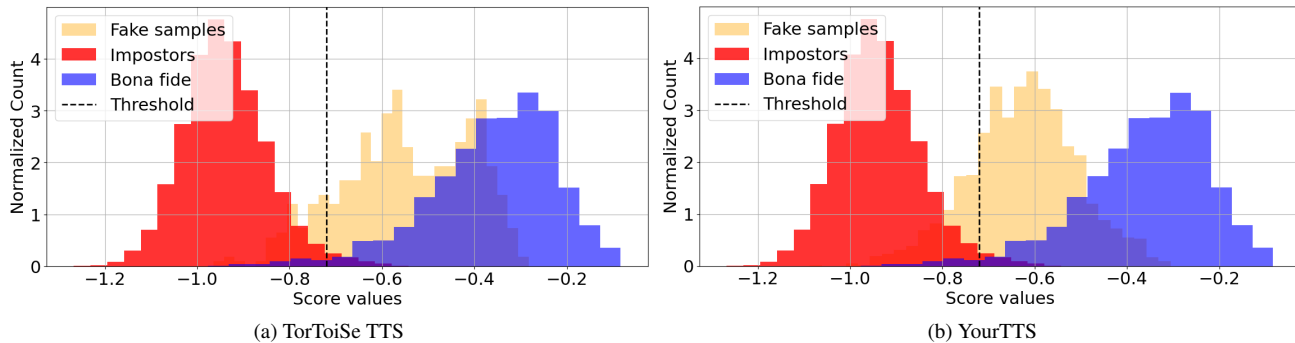 Fake samples
Impostors
Bona fide
Threshold
Normalized Count
4
3
2
1
0
−1.2 −1.0 −0.8 −0.6 −0.4 −0.2
Score values
(a) TorToiSe TTS
Fake samples
Impostors
Bona fide
Threshold
Normalized Count
4
3
2
1
0
−1.2 −1.0 −0.8 −0.6 −0.4 −0.2
Score values
(b) YourTTS